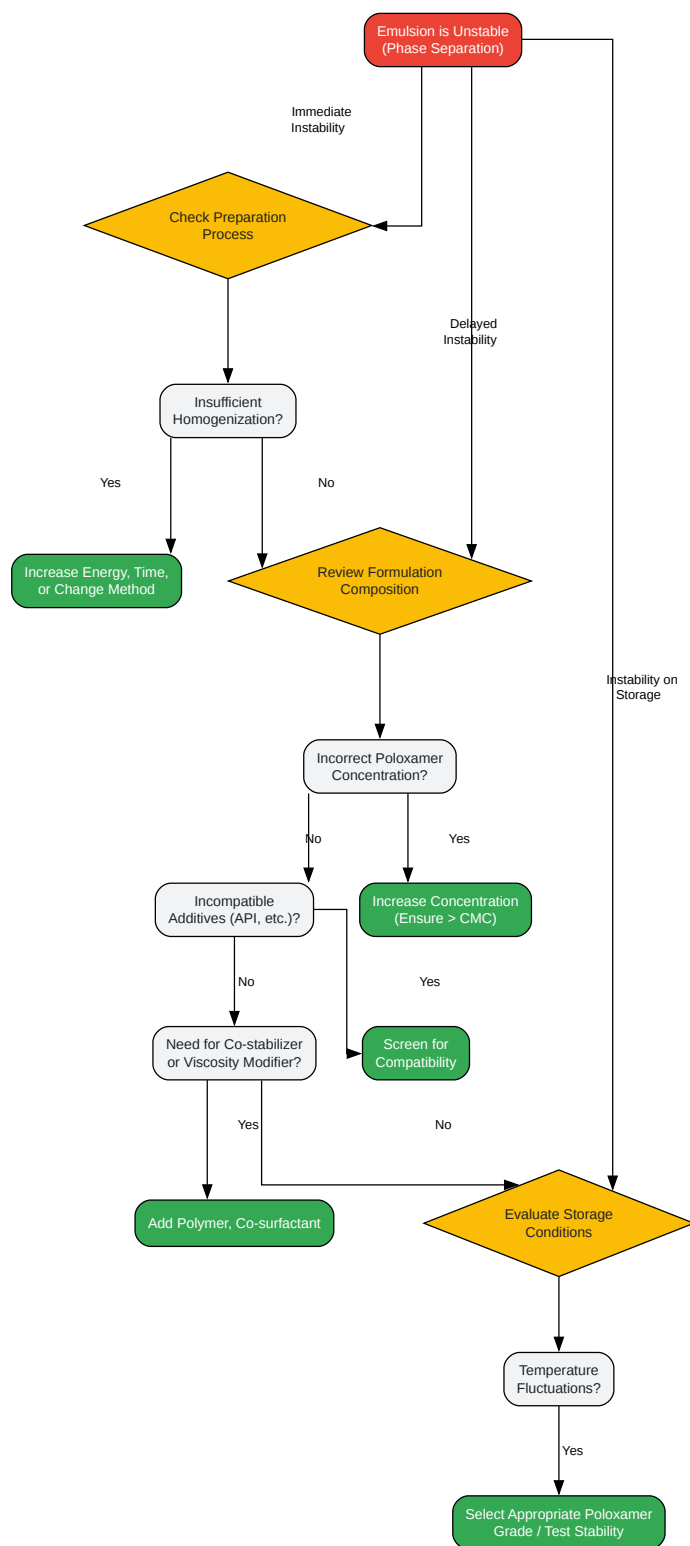 Emulsion is Unstable
(Phase Separation)
Immediate
Instability
Check Preparation
Process
Delayed
Instability
Insufficient
Homogenization?
Yes
No
Increase Energy, Time,
or Change Method
Review Formulation
Composition
Instability on
Storage
Incorrect Poloxamer
Concentration?
No
Yes
Incompatible
Additives (API, etc.)?
Increase Concentration
(Ensure > CMC)
No
Yes
Need for Co-stabilizer
or Viscosity Modifier?
Screen for
Compatibility
Yes
No
Add Polymer, Co-surfactant
Evaluate Storage
Conditions
Temperature
Fluctuations?
Yes
Select Appropriate Poloxamer
Grade / Test Stability